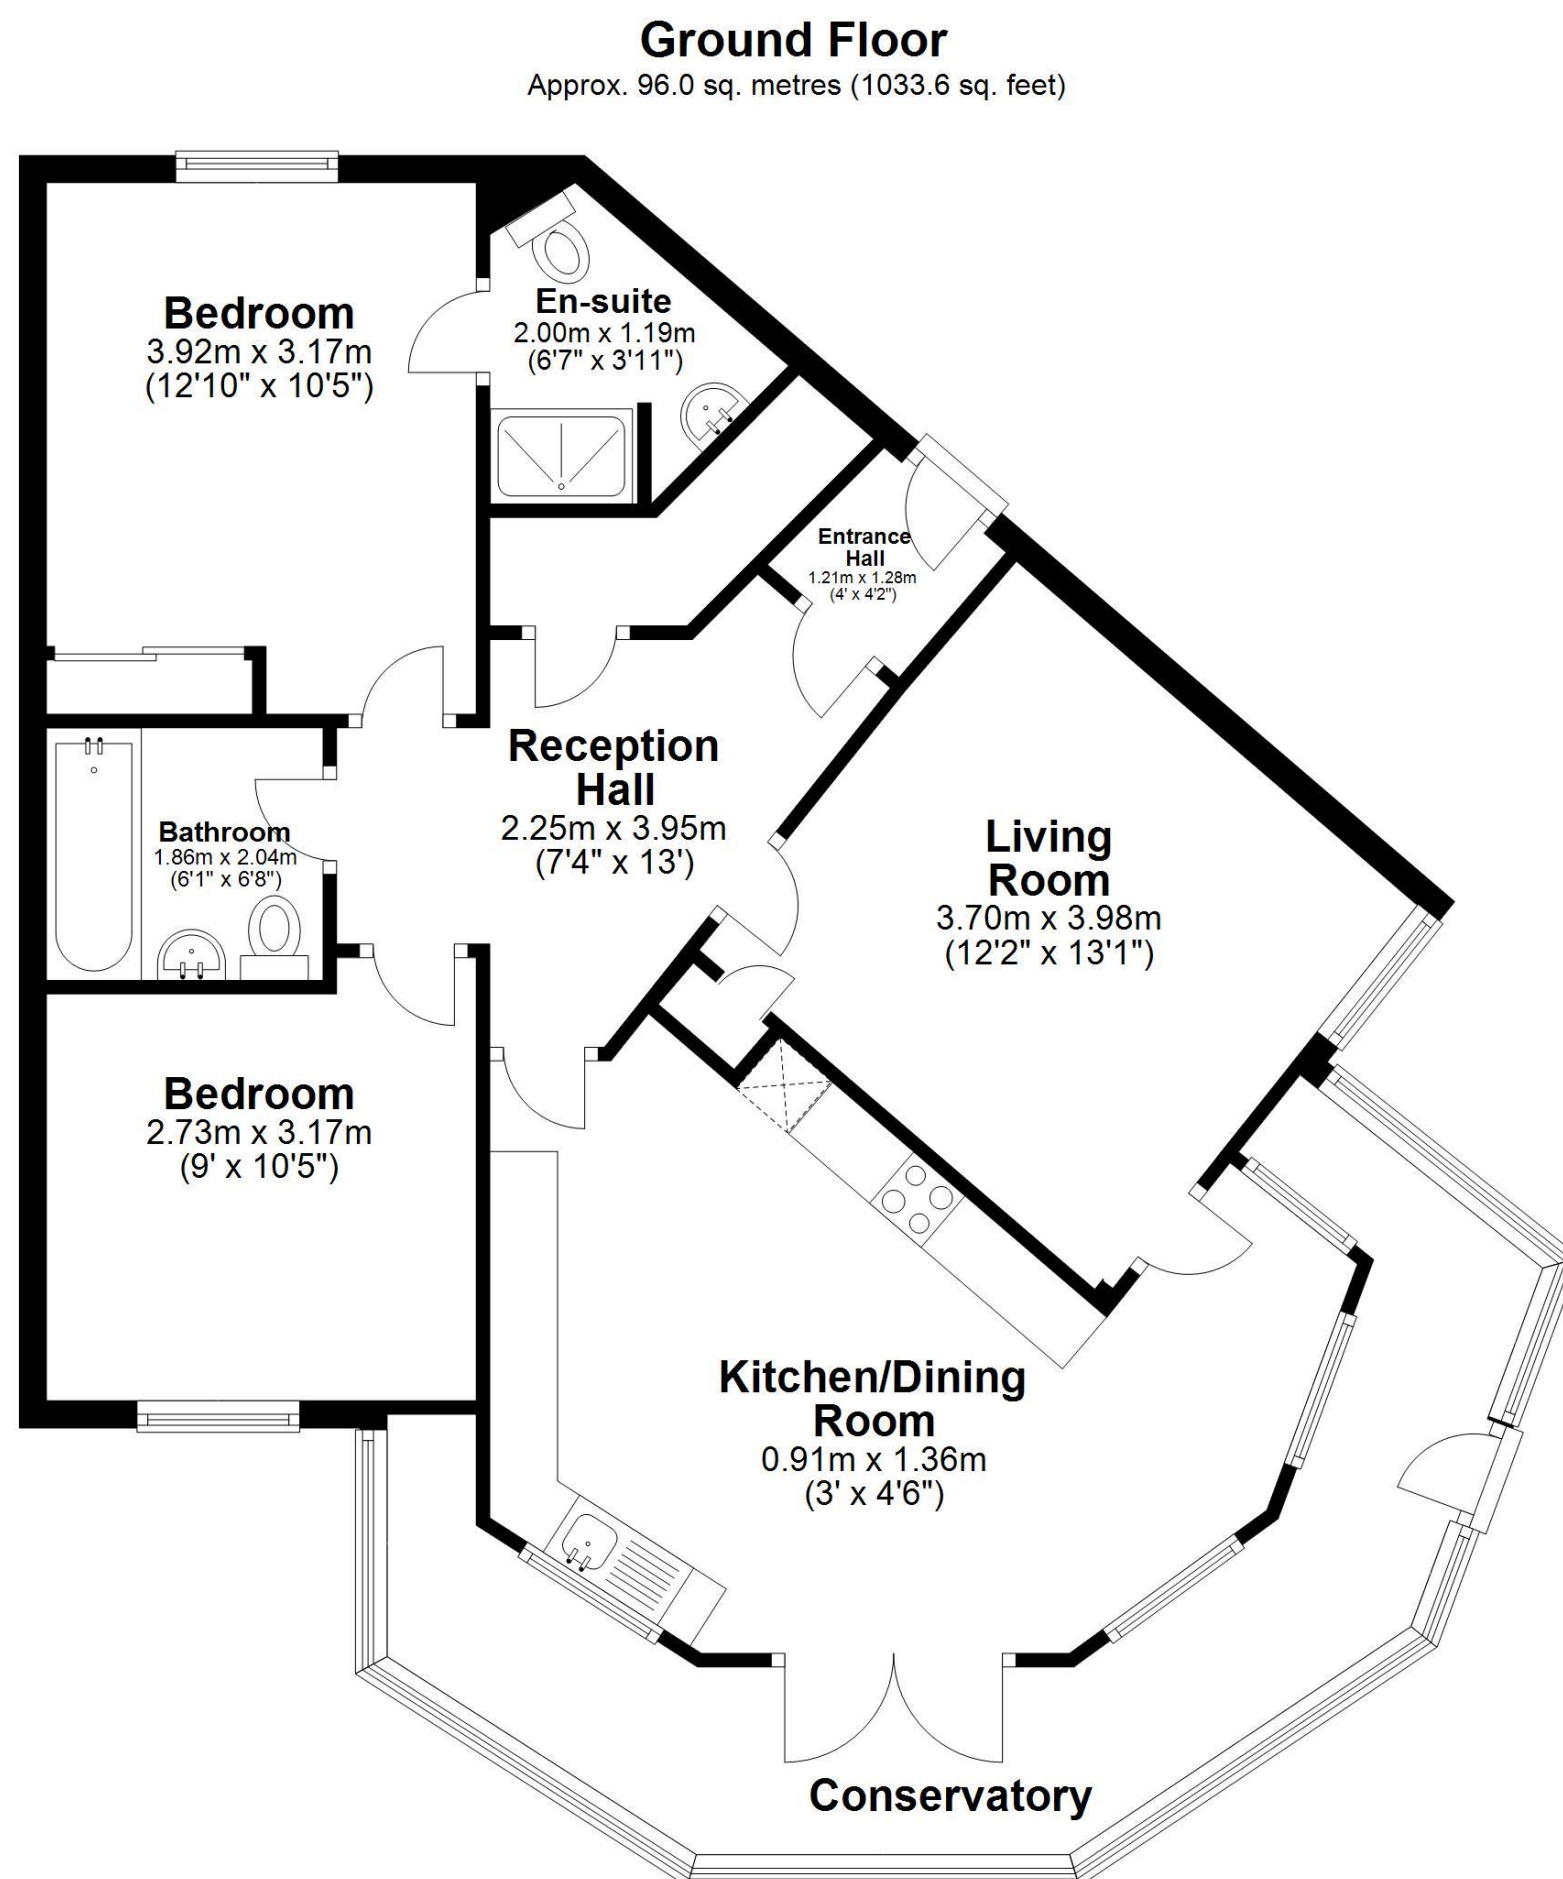 Ground Floor
Approx. 96.0 sq. metres (1033.6 sq. feet)
Bedroom
3.92m x 3.17m
(12'10" x 10'5")
En-suite
2.00m x 1.19m
(6'7" x 3'11")
Entrance
Hall
1.21m x 1.28m
(4' x 4'2")
Reception
Hall
2.25m x 3.95m
(7'4" x 13')
Bathroom
1.86m x 2.04m
(6'1" x 6'8")
Living
Room
3.70m x 3.98m
(12'2" x 13'1")
Bedroom
2.73m x 3.17m
(9' x 10'5")
Kitchen/Dining
Room
0.91m x 1.36m
(3' x 4'6")
Conservatory